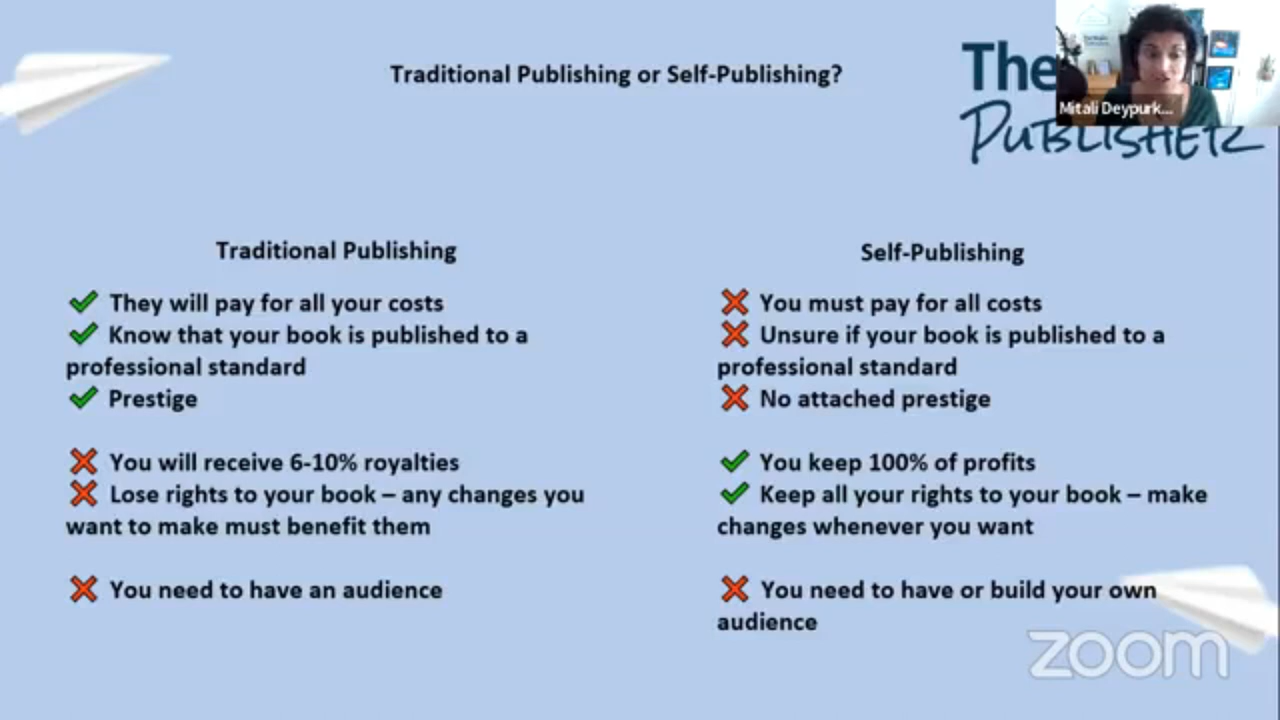 Traditional Publishing or Self-Publishing?
The
PUBLISHER
Mitali Deypurk...
Traditional Publishing
✔ They will pay for all your costs
✔ Know that your book is published to a
professional standard
✔ Prestige
❌ You will receive 6-10% royalties
❌ Lose rights to your book – any changes you
want to make must benefit them
❌ You need to have an audience
Self-Publishing
❌ You must pay for all costs
❌ Unsure if your book is published to a
professional standard
❌ No attached prestige
✔ You keep 100% of profits
✔ Keep all your rights to your book – make
changes whenever you want
❌ You need to have or build your own
audience
zoom